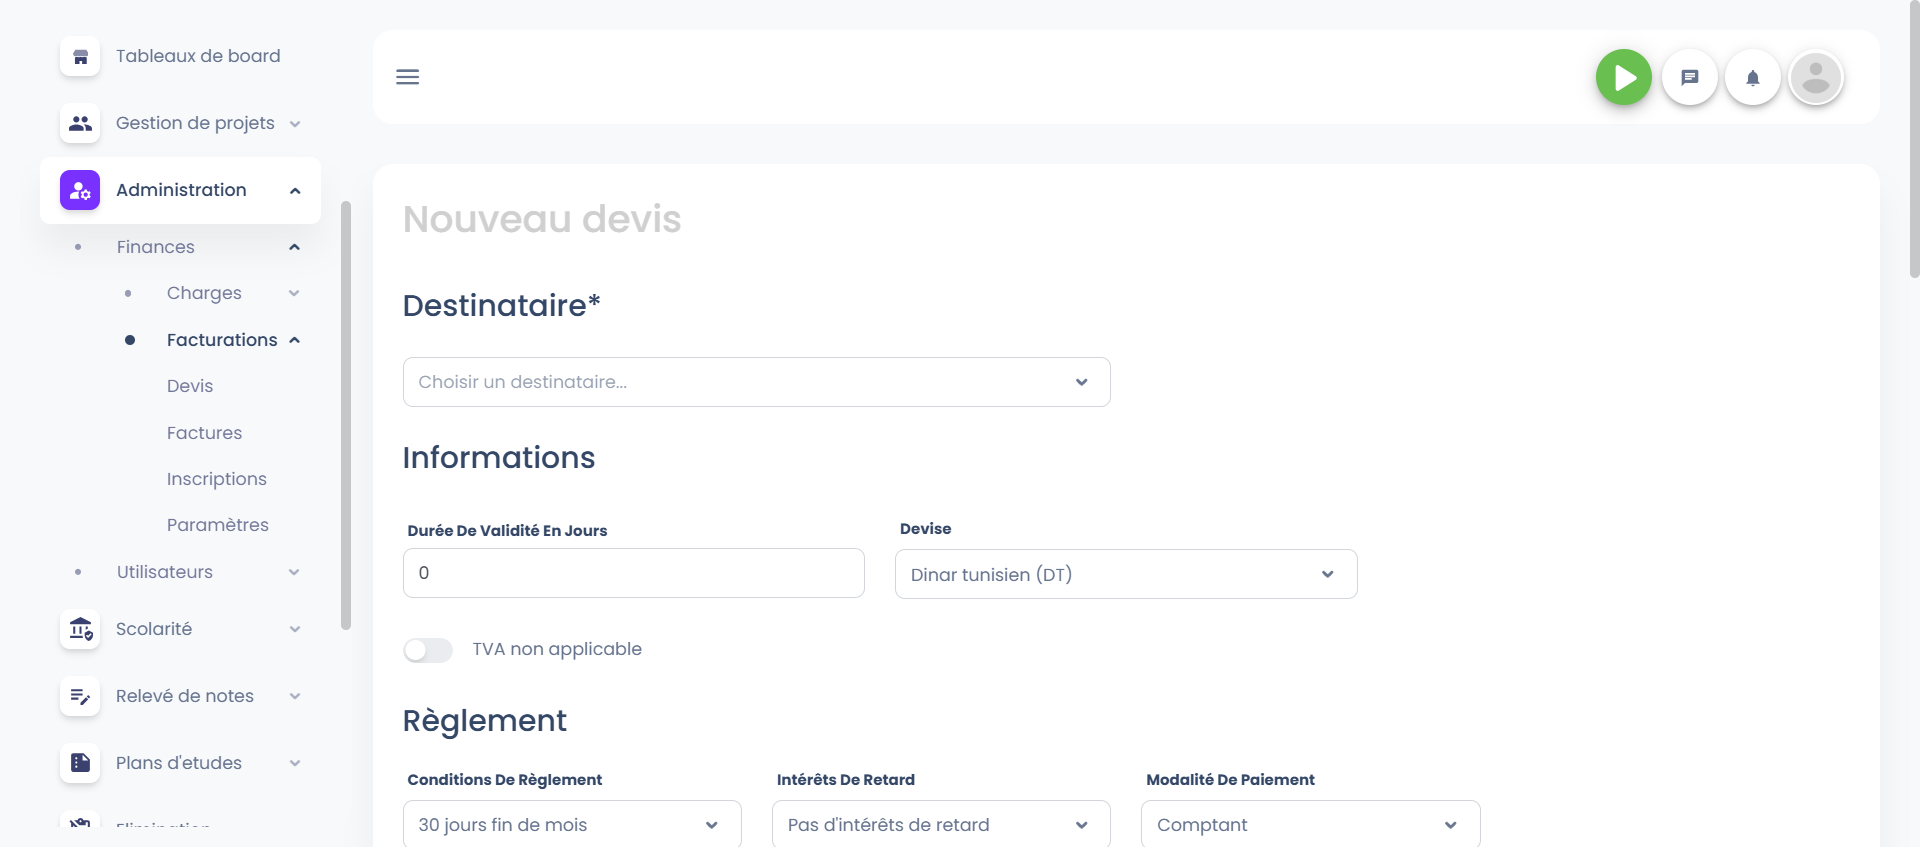 Tableaux de board
Gestion de projets
Administration
Finances
Charges
Facturations
Devis
Factures
Inscriptions
Paramètres
Utilisateurs
Scolarité
Relevé de notes
Plans d'etudes
Elimination
Nouveau devis
Destinataire*
Choisir un destinataire...
Informations
Durée De Validité En Jours
Devise
0
Dinar tunisien (DT)
TVA non applicable
Règlement
Conditions De Règlement
Intérêts De Retard
Modalité De Paiement
30 jours fin de mois
Pas d'intérêts de retard
Comptant